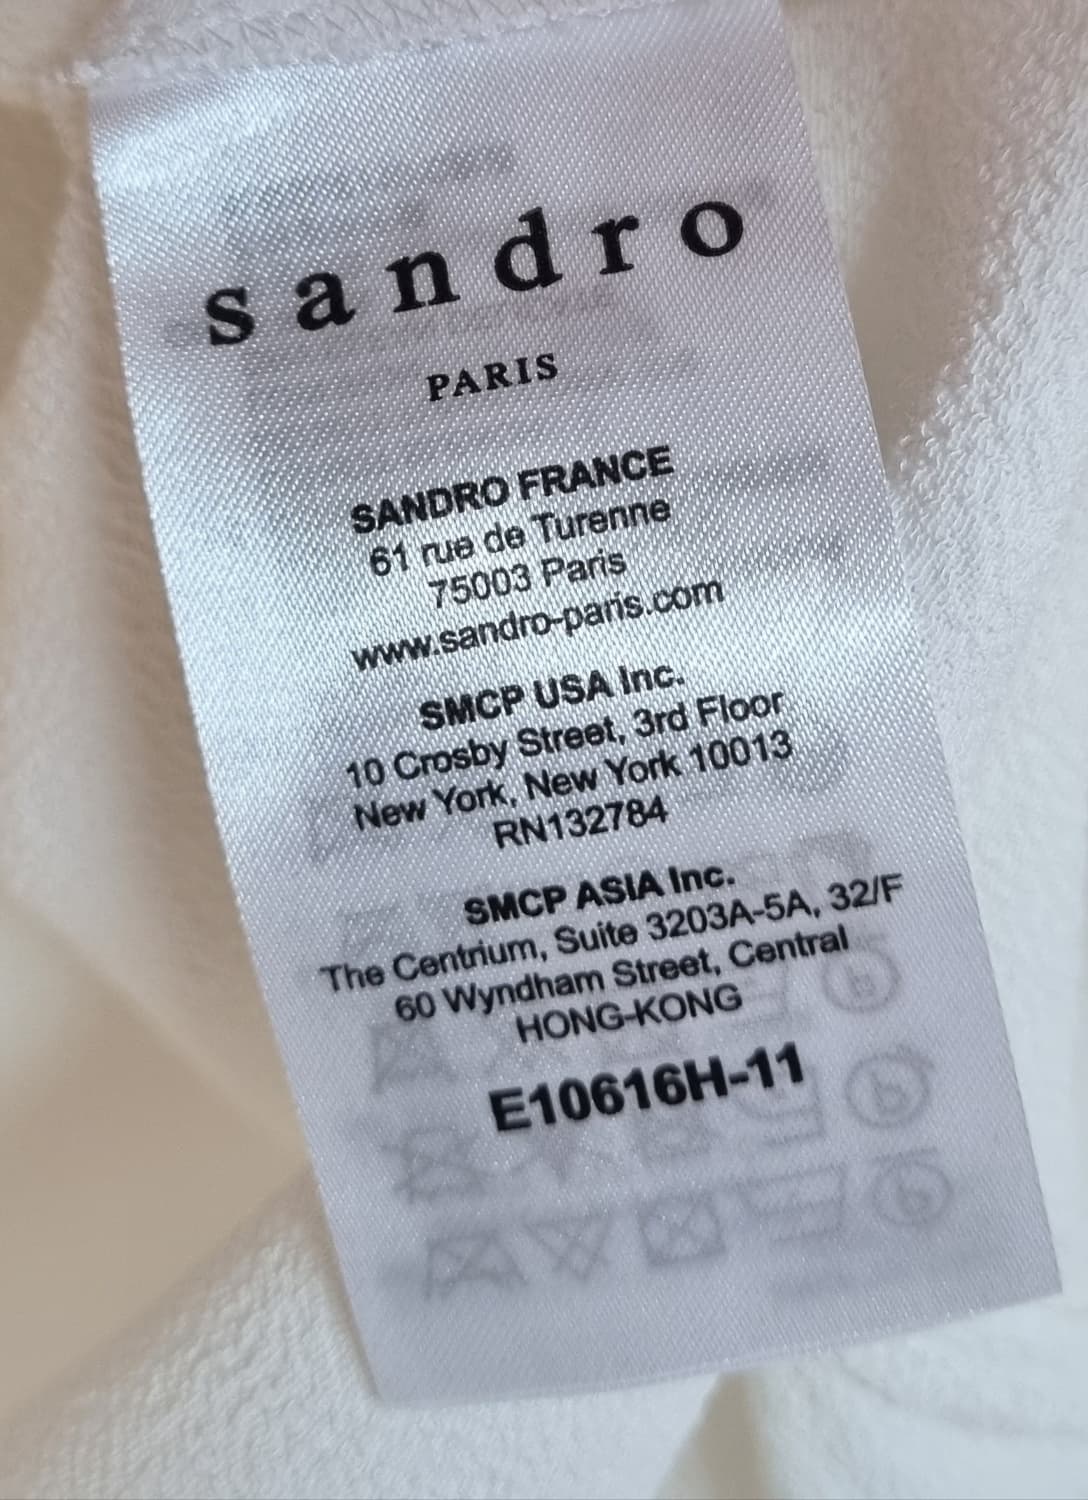 sandro
PARIS
SANDRO FRANCE
61 rue de Turenne
75003 Paris
www.sandro-paris.com
SMCP USA Inc.
10 Crosby Street, 3rd Floor
New York, New York 10013
RN132784
SMCP ASIA Inc.
The Centrium, Suite 3203A-5A, 32/F
60 Wyndham Street, Central
HONG-KONG
E10616H-11